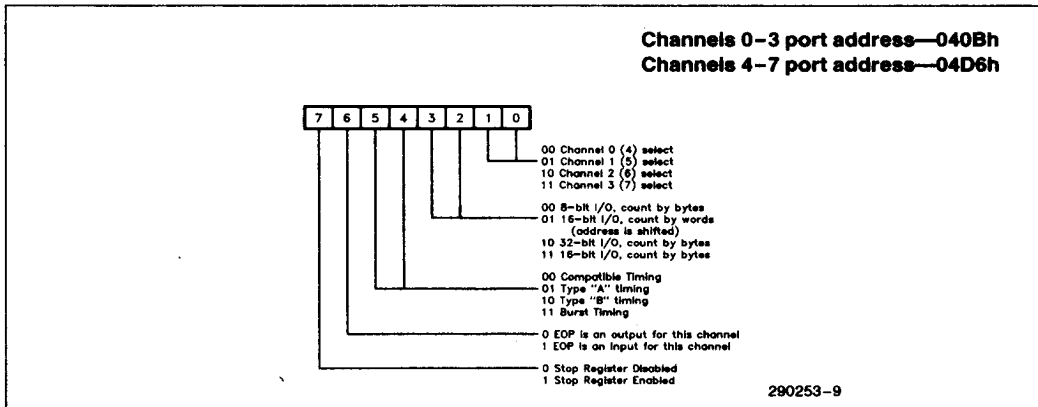 Channels 0–3 port address—040Bh
Channels 4–7 port address—04D6h
7 6 5 4 3 2 1 0
00 Channel 0 (4) select
01 Channel 1 (5) select
10 Channel 2 (6) select
11 Channel 3 (7) select
00 8-bit I/O, count by bytes
01 16-bit I/O, count by words
(address is shifted)
10 32-bit I/O, count by bytes
11 16-bit I/O, count by bytes
00 Compatible Timing
01 Type "A" timing
10 Type "B" timing
11 Burst Timing
0 EOP is an output for this channel
1 EOP is an input for this channel
0 Stop Register Disabled
1 Stop Register Enabled
290253–9